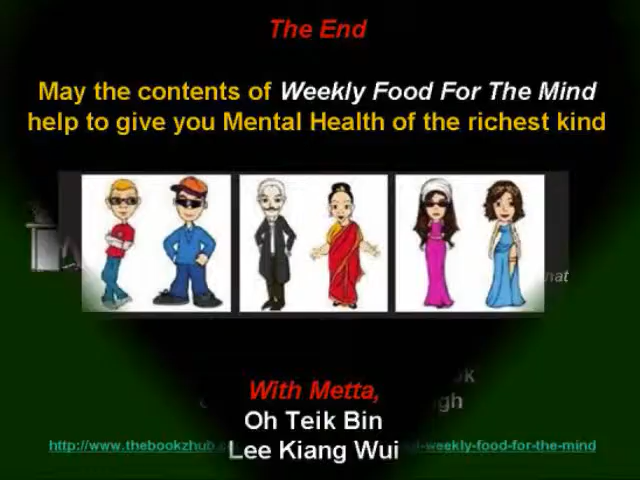 The End
May the contents of Weekly Food For The Mind
help to give you Mental Health of the richest kind
With Metta,
Oh Teik Bin
http://www.thebookzhub. -weekly-food-for-the-mind
Lee Kiang Wui